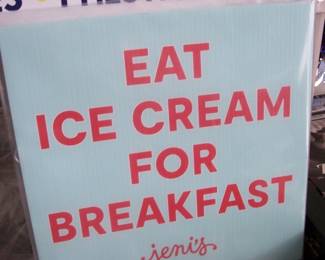 EAT
ICE CREAM
FOR
BREAKFAST
jeni's